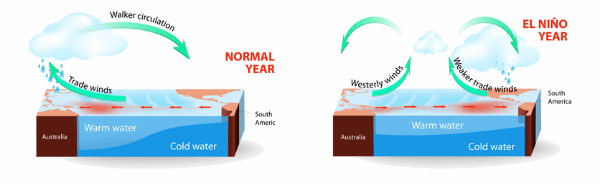 Walker circulation
NORMAL
YEAR
Trade winds
South
Americ
Warm water
Australia
Cold water
EL NIÑO
YEAR
Westerly winds
Weaker trade winds
South
America
Warm water
Australia
Cold water